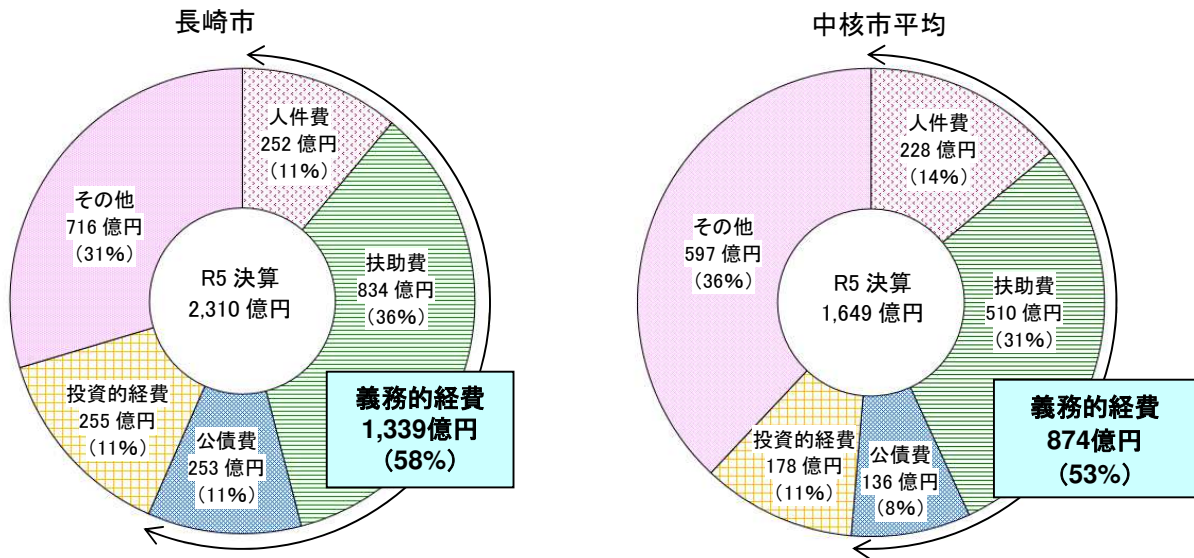 長崎市
人件費
252 億円
(11%)
扶助費
834 億円
(36%)
義務的経費
1,339億円
(58%)
公債費
253 億円
(11%)
投資的経費
255 億円
(11%)
その他
716 億円
(31%)
R5 決算
2,310 億円
中核市平均
人件費
228 億円
(14%)
扶助費
510 億円
(31%)
義務的経費
874億円
(53%)
公債費
136 億円
(8%)
投資的経費
178 億円
(11%)
その他
597 億円
(36%)
R5 決算
1,649 億円